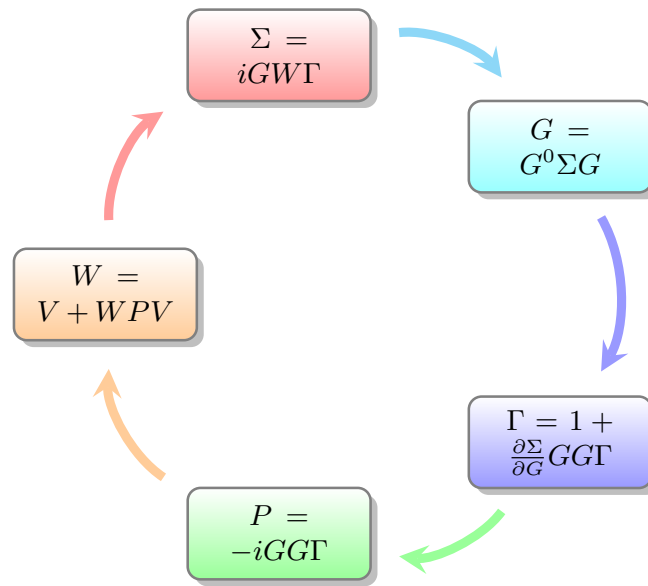 Σ =
iGWΓ
G =
G⁰ΣG
Γ = 1 +
∂Σ/∂G GGΓ
P =
−iGGΓ
W =
V + WPV